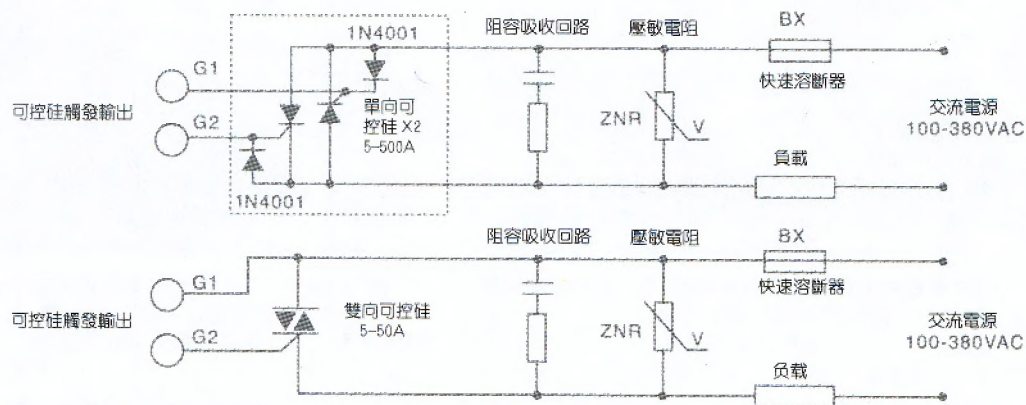 1N4001
阻容吸收回路
壓敏電阻
BX
G1
快速溶斷器
可控硅觸發輸出
單向可
控硅 X2
5-500A
ZNR
V
交流電源
100-380VAC
G2
負載
1N4001
阻容吸收回路
壓敏電阻
BX
G1
快速溶斷器
可控硅觸發輸出
雙向可控硅
5-50A
ZNR
V
交流電源
100-380VAC
G2
负载